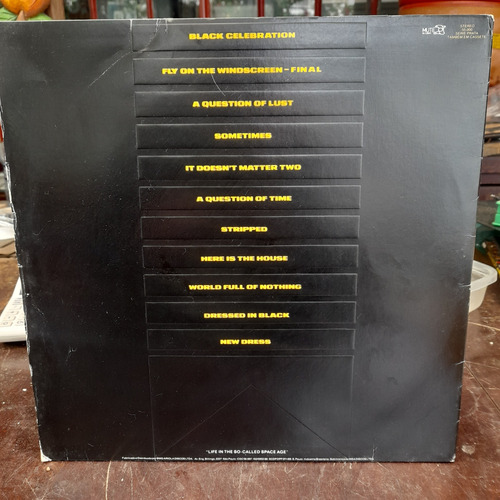 BLACK CELEBRATION
MUTE
STEREO
FLY ON THE WINDSCREEN – FINAL
A QUESTION OF LUST
SOMETIMES
IT DOESN'T MATTER TWO
A QUESTION OF TIME
STRIPPED
HERE IS THE HOUSE
WORLD FULL OF NOTHING
DRESSED IN BLACK
NEW DRESS
"LIFE IN THE SO-CALLED SPACE AGE"